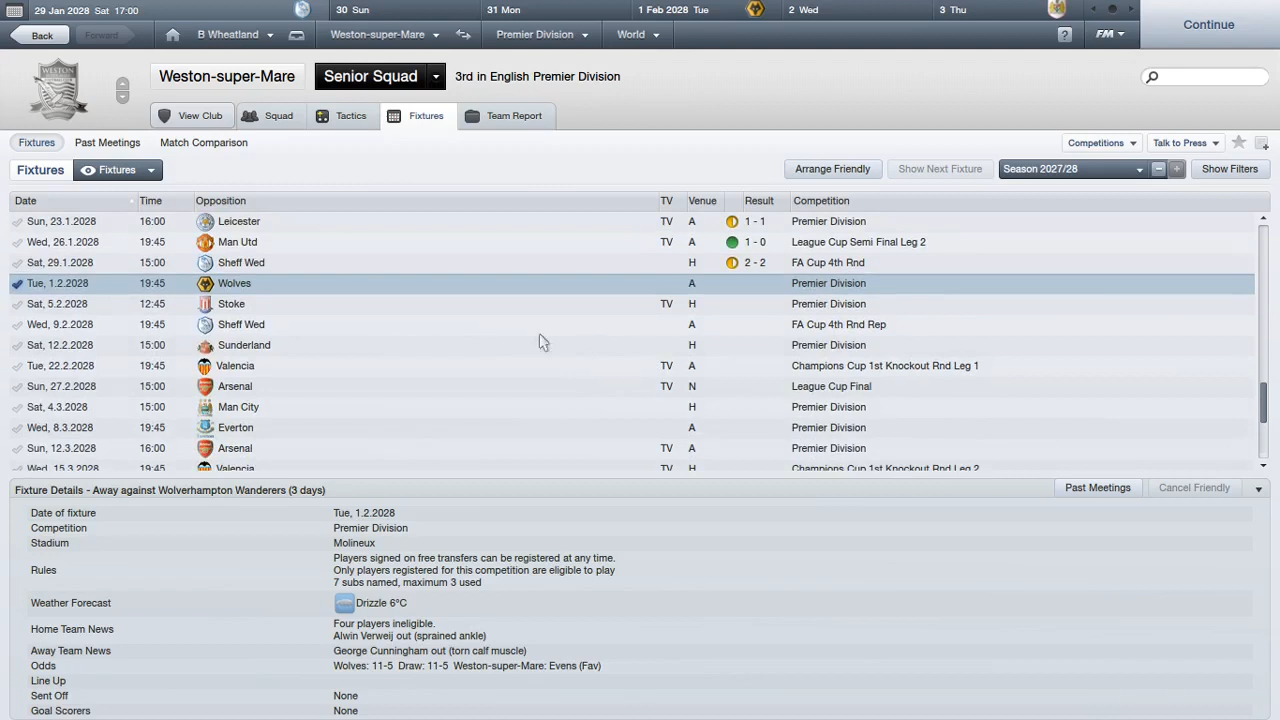 29 Jan 2028 Sat 17:00 30 Sun 31 Mon 1 Feb 2028 Tue 2 Wed 3 Thu Continue
Back Forward B Wheatland Weston-super-Mare Premier Division World ? FM
Weston-super-Mare Senior Squad 3rd in English Premier Division
View Club Squad Tactics Fixtures Team Report
Fixtures Past Meetings Match Comparison Competitions Talk to Press
Fixtures Fixtures Arrange Friendly Show Next Fixture Season 2027/28 Show Filters
Date Time Opposition TV Venue Result Competition
Sun, 23.1.2028 16:00 Leicester TV A 1 - 1 Premier Division
Wed, 26.1.2028 19:45 Man Utd TV A 1 - 0 League Cup Semi Final Leg 2
Sat, 29.1.2028 15:00 Sheff Wed H 2 - 2 FA Cup 4th Rnd
Tue, 1.2.2028 19:45 Wolves A Premier Division
Sat, 5.2.2028 12:45 Stoke TV H Premier Division
Wed, 9.2.2028 19:45 Sheff Wed A FA Cup 4th Rnd Rep
Sat, 12.2.2028 15:00 Sunderland H Premier Division
Tue, 22.2.2028 19:45 Valencia TV A Champions Cup 1st Knockout Rnd Leg 1
Sun, 27.2.2028 15:00 Arsenal TV N League Cup Final
Sat, 4.3.2028 15:00 Man City H Premier Division
Wed, 8.3.2028 19:45 Everton A Premier Division
Sun, 12.3.2028 16:00 Arsenal TV A Premier Division
Wed, 15.3.2028 19:45 Valencia TV H Champions Cup 1st Knockout Rnd Leg 2
Fixture Details - Away against Wolverhampton Wanderers (3 days) Past Meetings Cancel Friendly
Date of fixture Tue, 1.2.2028
Competition Premier Division
Stadium Molineux
Rules Players signed on free transfers can be registered at any time.
Only players registered for this competition are eligible to play
7 subs named, maximum 3 used
Weather Forecast Drizzle 6°C
Home Team News Four players ineligible.
Alwin Verweij out (sprained ankle)
Away Team News George Cunningham out (torn calf muscle)
Odds Wolves: 11-5 Draw: 11-5 Weston-super-Mare: Evens (Fav)
Line Up
Sent Off None
Goal Scorers None